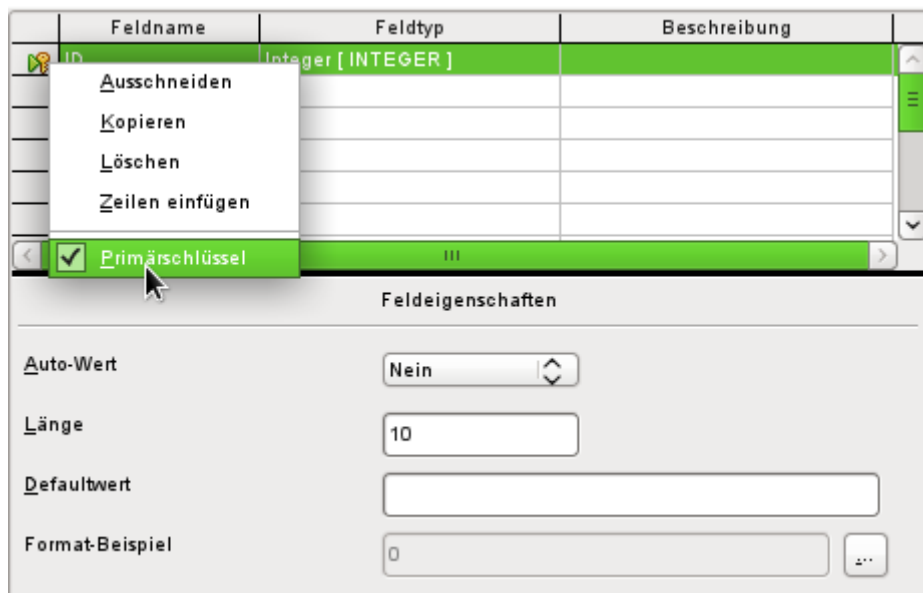 Feldname Feldtyp Beschreibung
ID Integer [ INTEGER ]
Ausschneiden
Kopieren
Löschen
Zeilen einfügen
Primärschlüssel
Feldeigenschaften
Auto-Wert Nein
Länge 10
Defaultwert
Format-Beispiel 0 ...